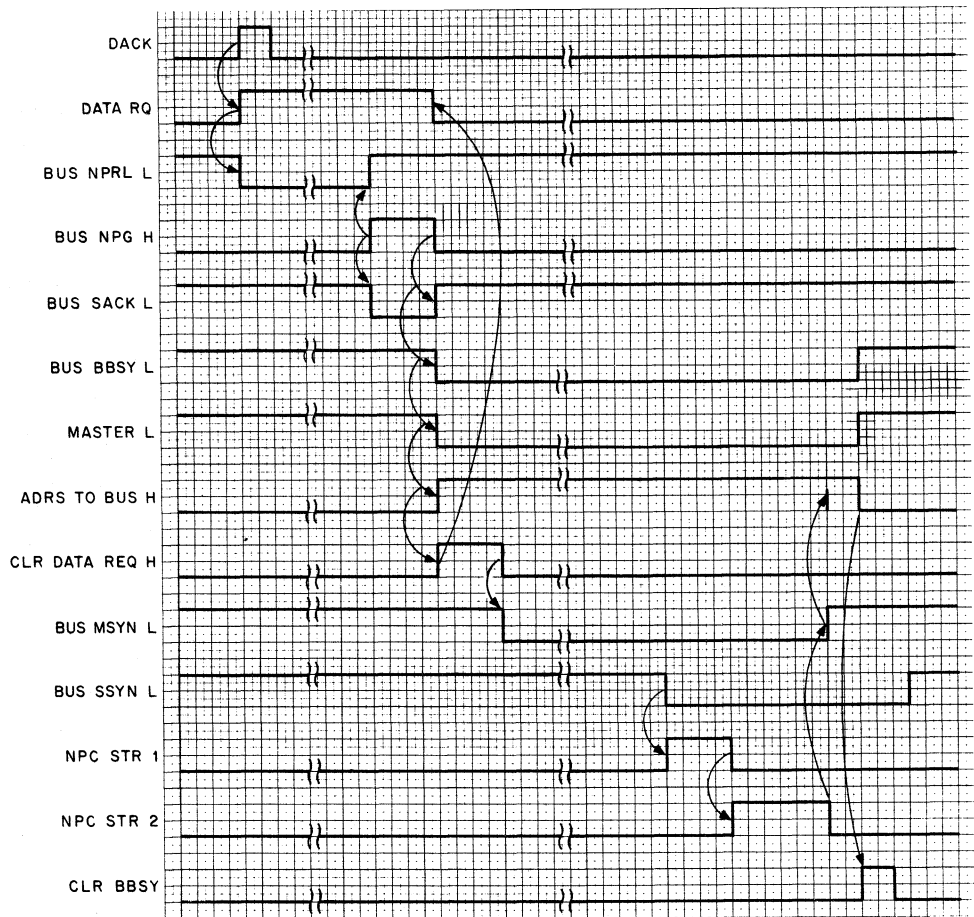 DACK
DATA RQ
BUS NPRL L
BUS NPG H
BUS SACK L
BUS BBSY L
MASTER L
ADRS TO BUS H
CLR DATA REQ H
BUS MSYN L
BUS SSYN L
NPC STR 1
NPC STR 2
CLR BBSY